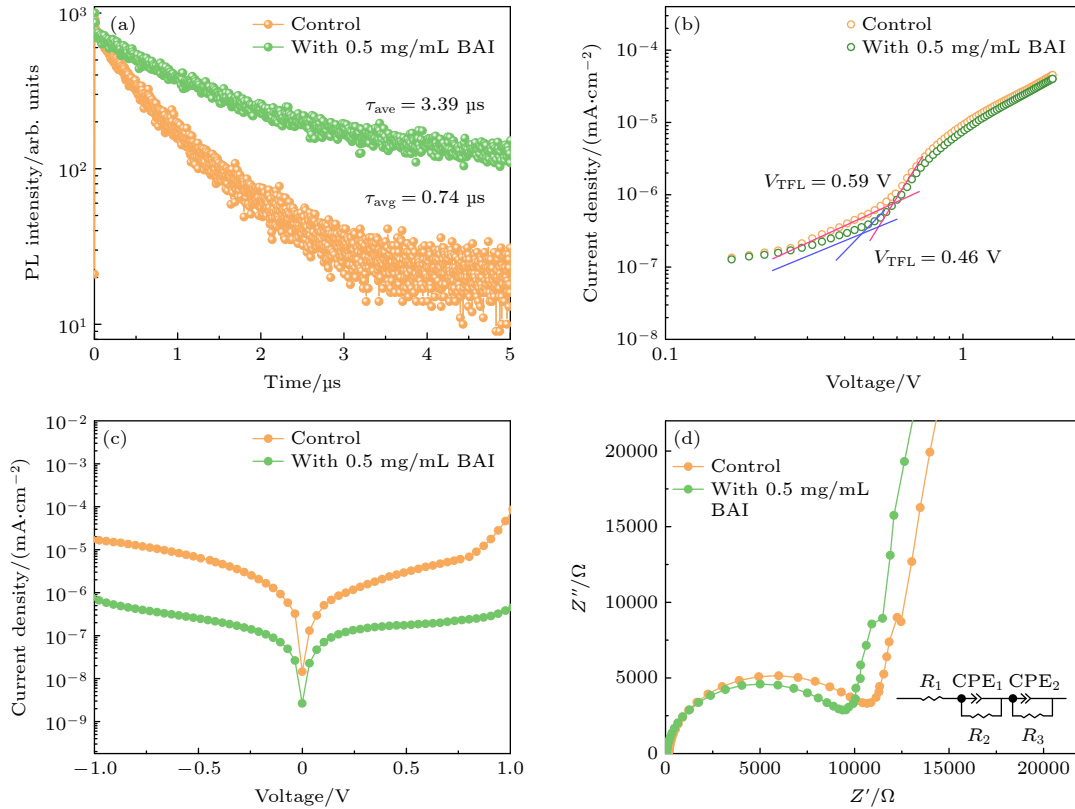 (a)
Control
With 0.5 mg/mL BAI
τave = 3.39 µs
τavg = 0.74 µs
PL intensity/arb. units
10³
10²
10¹
0
1
2
3
4
5
Time/µs
(b)
Control
With 0.5 mg/mL BAI
VTFL = 0.59 V
VTFL = 0.46 V
Current density/(mA·cm⁻²)
10⁻⁴
10⁻⁵
10⁻⁶
10⁻⁷
10⁻⁸
0.1
1
Voltage/V
(c)
Control
With 0.5 mg/mL BAI
Current density/(mA·cm⁻²)
10⁻²
10⁻³
10⁻⁴
10⁻⁵
10⁻⁶
10⁻⁷
10⁻⁸
10⁻⁹
−1.0
−0.5
0
0.5
1.0
Voltage/V
(d)
Control
With 0.5 mg/mL
BAI
R1 CPE1 CPE2
R2 R3
Z′′/Ω
20000
15000
10000
5000
0
0
5000
10000
15000
20000
Z′/Ω